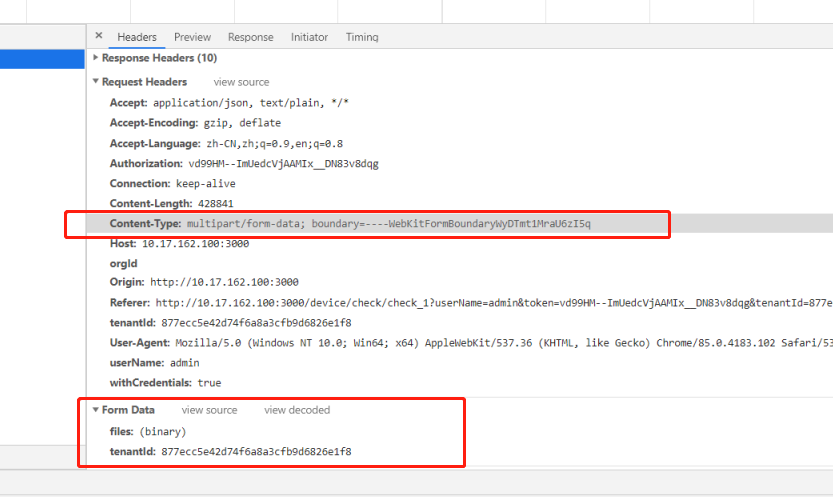 × Headers Preview Response Initiator Timing
Response Headers (10)
Request Headers view source
Accept: application/json, text/plain, */*
Accept-Encoding: gzip, deflate
Accept-Language: zh-CN,zh;q=0.9,en;q=0.8
Authorization: vd99HM--ImUedcVjAAMIx__DN83v8dqg
Connection: keep-alive
Content-Length: 428841
Content-Type: multipart/form-data; boundary=----WebKitFormBoundaryWyDTmt1MraU6zI5q
Host: 10.17.162.100:3000
orgId
Origin: http://10.17.162.100:3000
Referer: http://10.17.162.100:3000/device/check/check_1?userName=admin&token=vd99HM--ImUedcVjAAMIx__DN83v8dqg&tenantId=877e
tenantId: 877ecc5e42d74f6a8a3cfb9d6826e1f8
User-Agent: Mozilla/5.0 (Windows NT 10.0; Win64; x64) AppleWebKit/537.36 (KHTML, like Gecko) Chrome/85.0.4183.102 Safari/53
userName: admin
withCredentials: true
Form Data view source view decoded
files: (binary)
tenantId: 877ecc5e42d74f6a8a3cfb9d6826e1f8